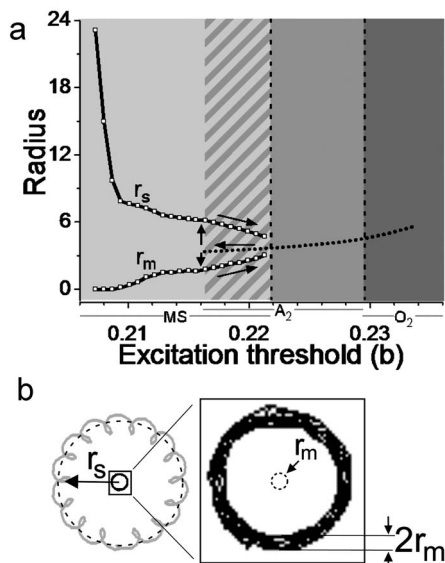 a
24
18
12
6
0
Radius
r_s
r_m
MS
A_2
O_2
0.21
0.22
0.23
Excitation threshold (b)
b
r_s
r_m
2r_m